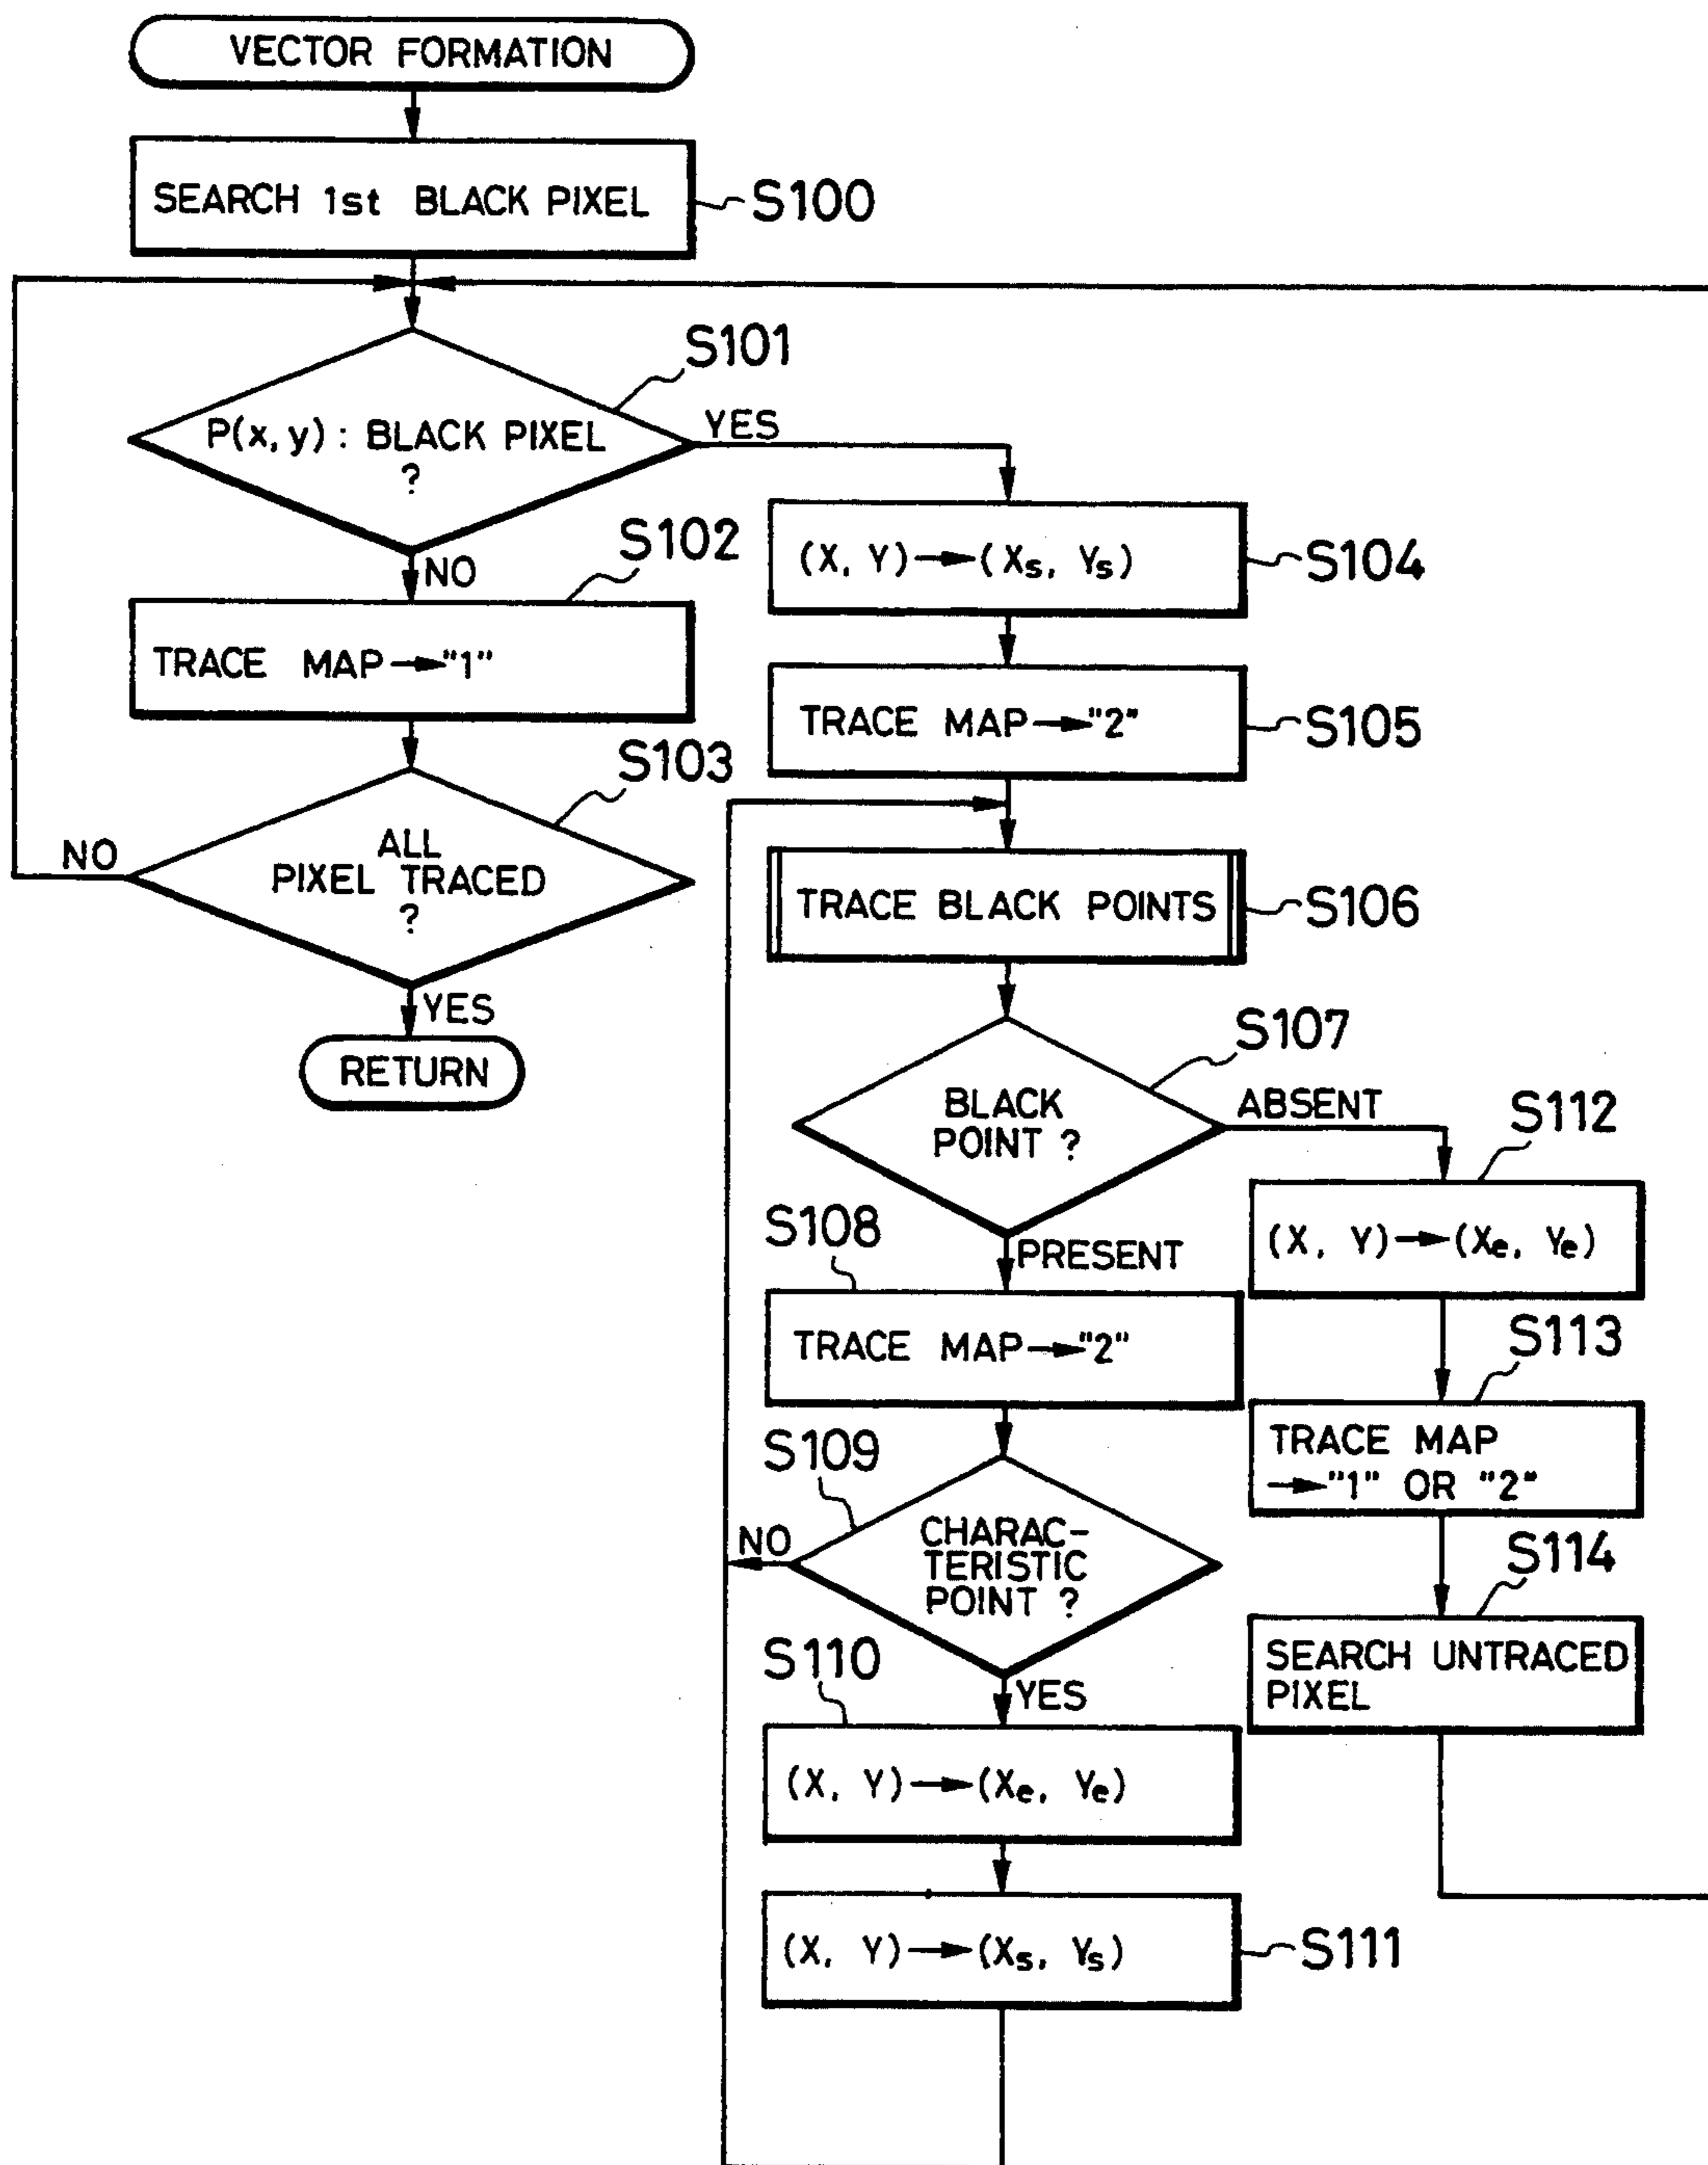 VECTOR FORMATION
SEARCH 1st BLACK PIXEL
S100
S101
P(x, y) : BLACK PIXEL
?
YES
NO
S102
TRACE MAP→"1"
S103
ALL
PIXEL TRACED
?
NO
YES
RETURN
(X, Y)→(Xs, Ys)
S104
TRACE MAP→"2"
S105
TRACE BLACK POINTS
S106
S107
BLACK
POINT ?
ABSENT
PRESENT
S108
TRACE MAP→"2"
S109
CHARAC-
TERISTIC
POINT ?
NO
YES
S110
(X, Y)→(Xe, Ye)
(X, Y)→(Xs, Ys)
S111
S112
(X, Y)→(Xe, Ye)
S113
TRACE MAP
→"1" OR "2"
S114
SEARCH UNTRACED
PIXEL